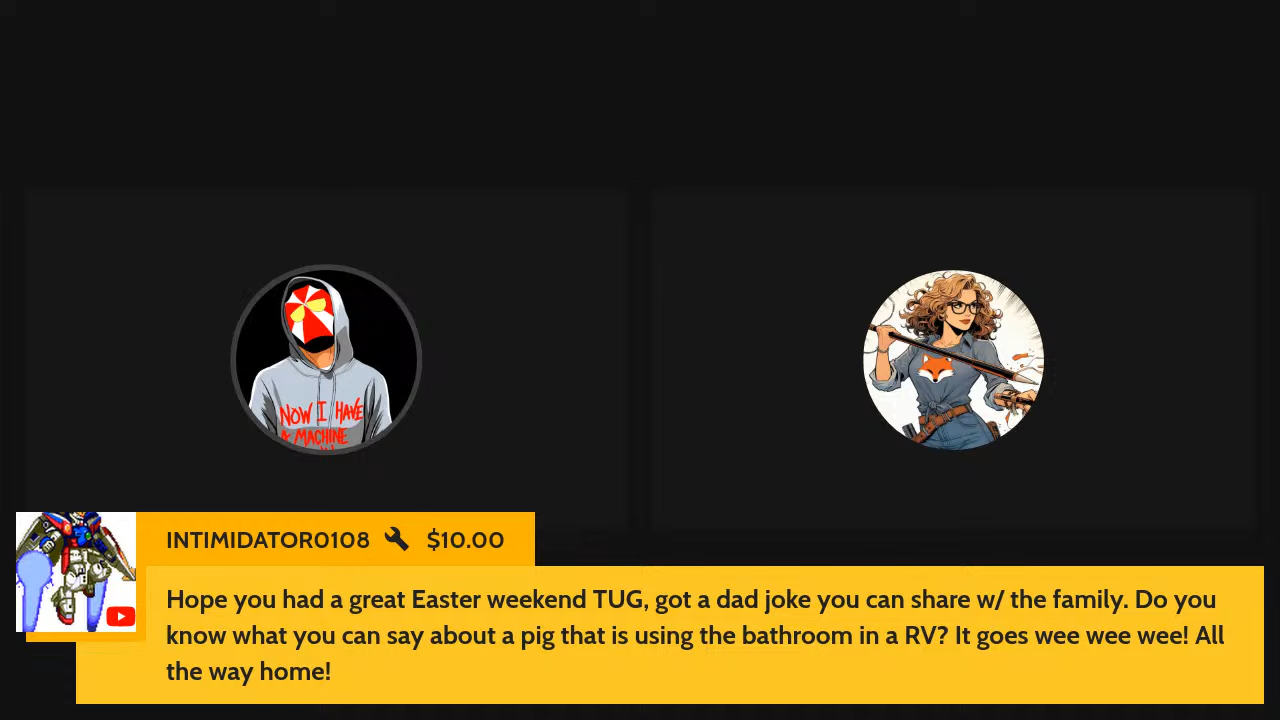 NOW I HAVE
A MACHINE
INTIMIDATOR0108 $10.00
Hope you had a great Easter weekend TUG, got a dad joke you can share w/ the family. Do you
know what you can say about a pig that is using the bathroom in a RV? It goes wee wee wee! All
the way home!